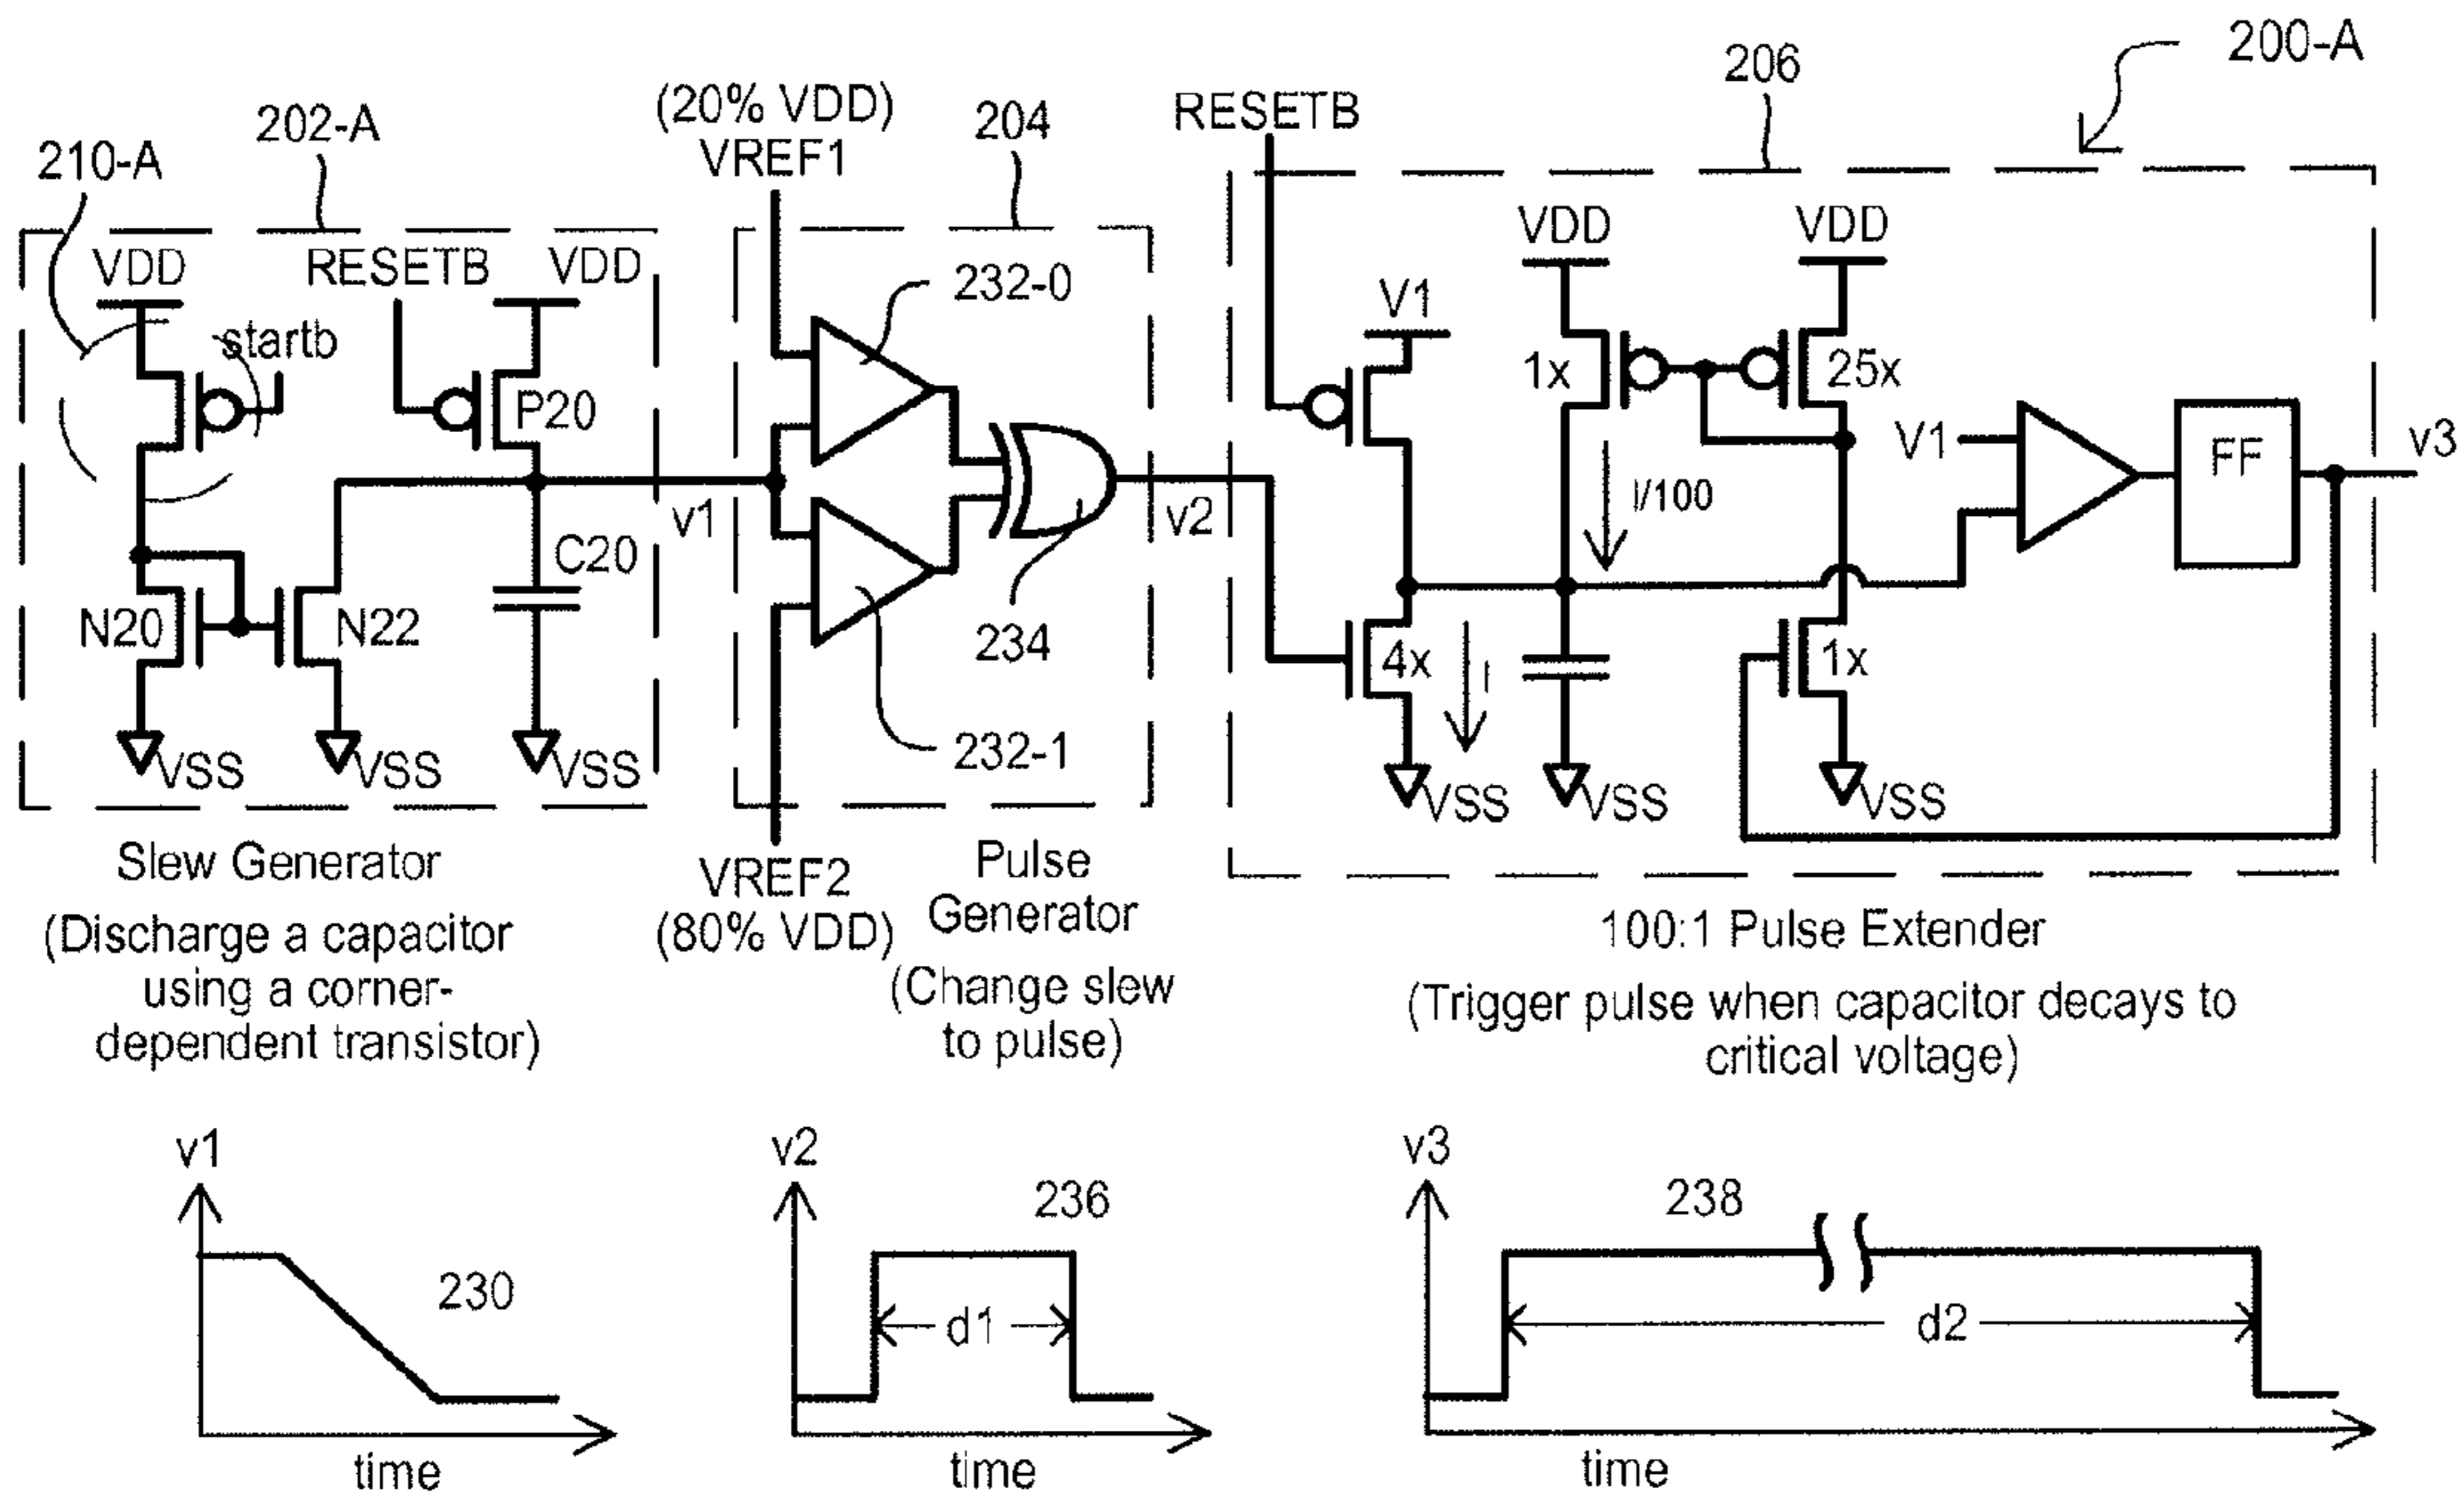 200-A
206
(20% VDD)
VREF1
204
RESETB
202-A
210-A
VDD
RESETB
VDD
startb
P20
232-0
V1
VDD
VDD
1x
25x
V1
FF
v3
v1
v2
I/100
C20
N20
N22
234
4x
I
1x
232-1
VSS
VSS
VSS
VSS
VSS
VSS
Slew Generator
(Discharge a capacitor
using a corner-
dependent transistor)
VREF2
(80% VDD)
Pulse
Generator
(Change slew
to pulse)
100:1 Pulse Extender
(Trigger pulse when capacitor decays to
critical voltage)
v1
230
time
v2
236
d1
time
v3
238
d2
time